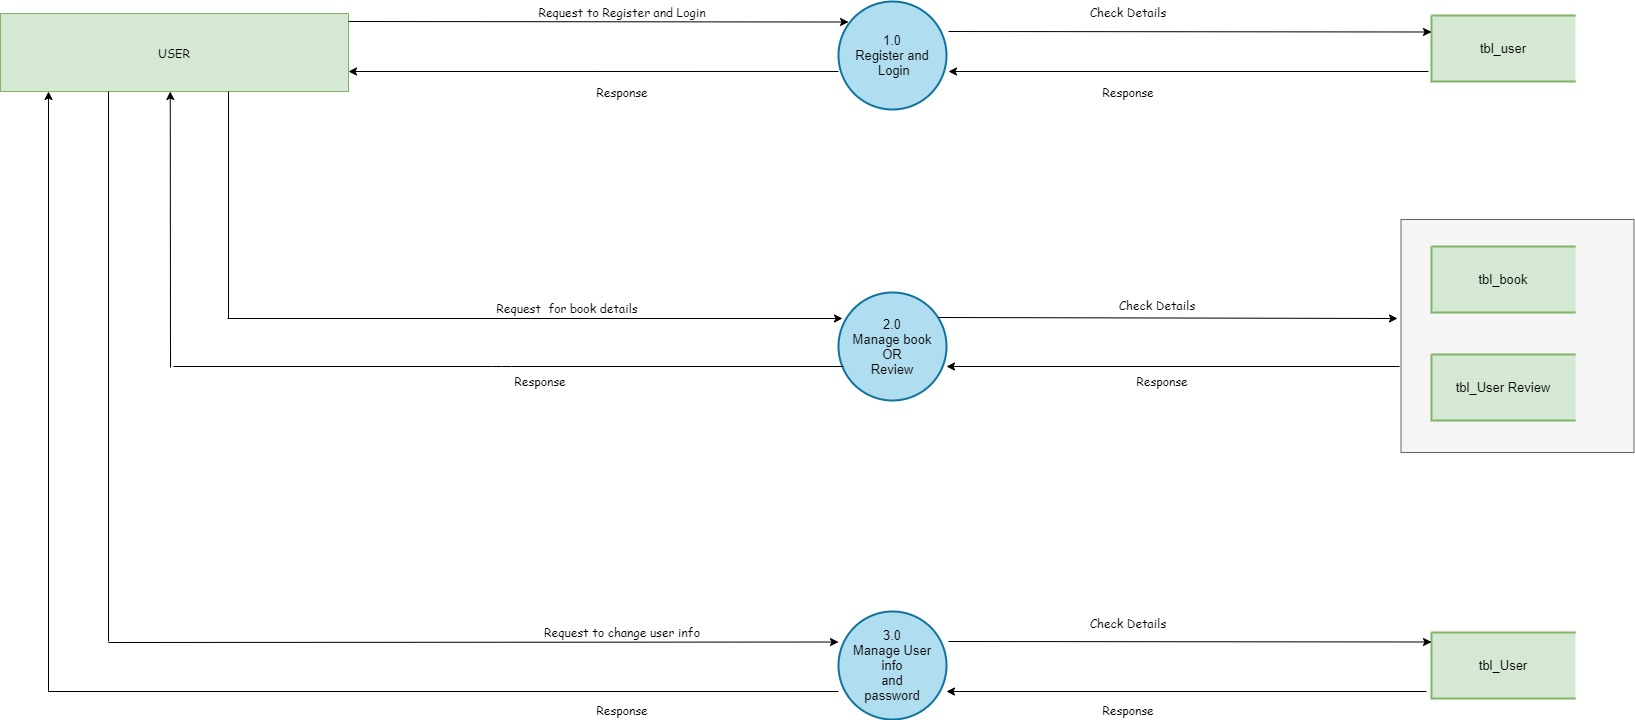 Request to Register and Login
Check Details
USER
1.0
Register and
Login
tbl_user
Response
Response
tbl_book
Request for book details
Check Details
2.0
Manage book
OR
Review
Response
Response
tbl_User Review
Request to change user info
Check Details
3.0
Manage User
info
and
password
tbl_User
Response
Response